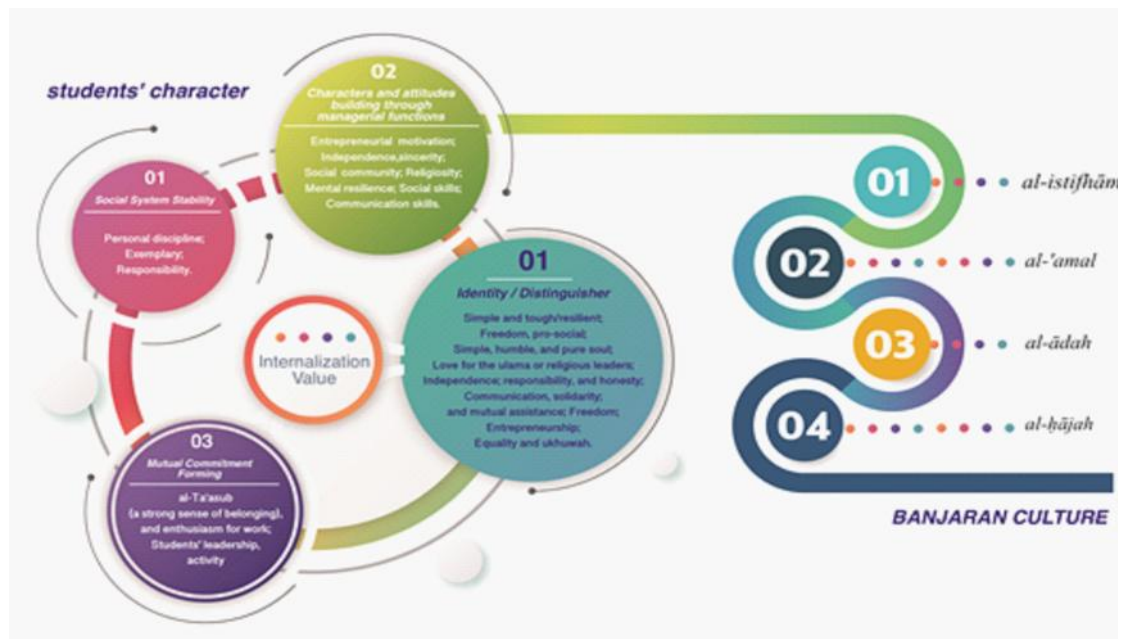 students' character
02
Characters and attitudes
building through
managerial functions
Entrepreneurial motivation;
Independence,sincerity;
Social community; Religiosity;
Mental resilience; Social skills;
Communication skills.
01
Social System Stability
Personal discipline;
Exemplary;
Responsibility.
01
Identity / Distinguisher
Simple and tough/resilient;
Freedom, pro-social;
Simple, humble, and pure soul;
Love for the ulama or religious leaders;
Independence; responsibility, and honesty;
Communication, solidarity;
and mutual assistance; Freedom;
Entrepreneurship;
Equality and ukhuwah.
Internalization
Value
03
Mutual Commitment
Forming
al-Ta'asub
(a strong sense of belonging),
and enthusiasm for work;
Students' leadership,
activity
01 al-istifhām
02 al-'amal
03 al-ādah
04 al-ḥājah
BANJARAN CULTURE